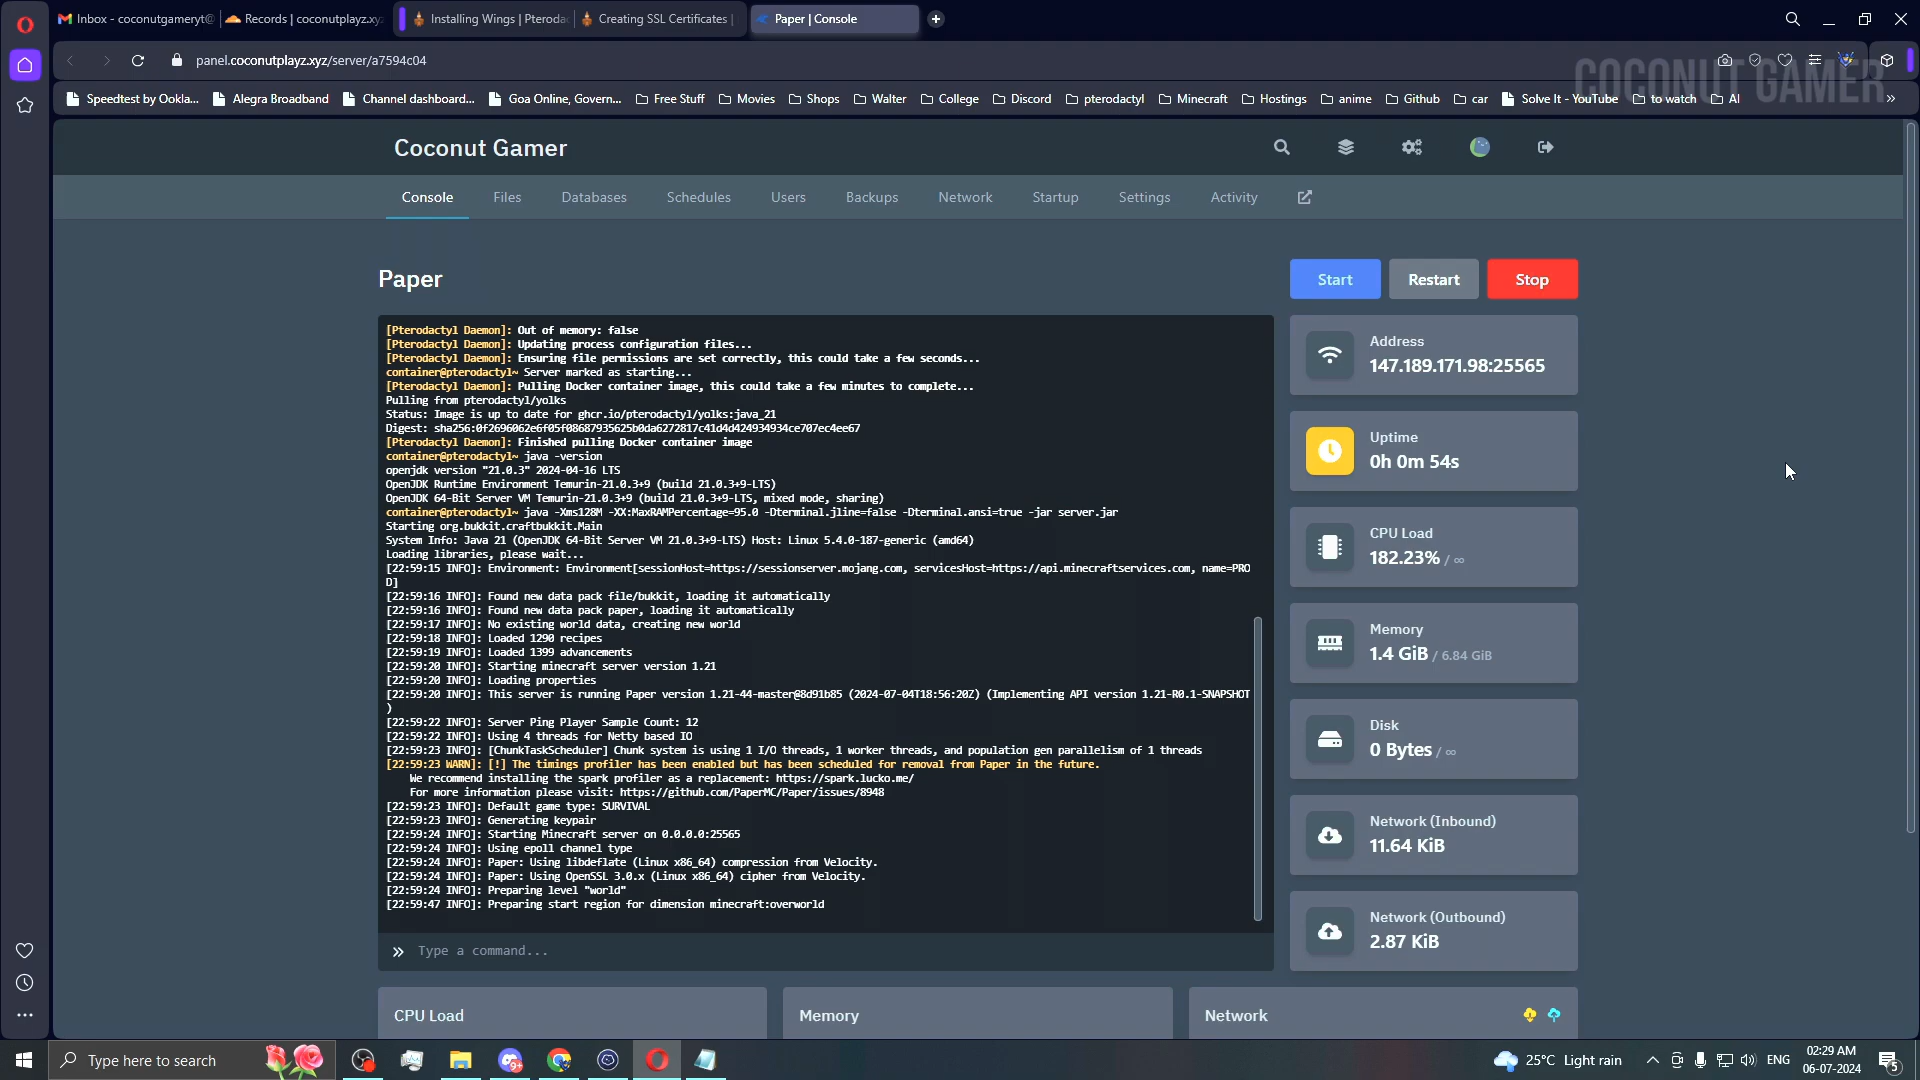 Inbox - coconutgameryt@
Records | coconutplayz.xyz
Installing Wings | Pteroda
Creating SSL Certificates |
Paper | Console
panel.coconutplayz.xyz/server/a7594c04
COCONUT GAMER
Speedtest by Ookla...
Alegra Broadband
Channel dashboard...
Goa Online, Govern...
Free Stuff
Movies
Shops
Walter
College
Discord
pterodactyl
Minecraft
Hostings
anime
Github
car
Solve It - YouTube
to watch
AI
Coconut Gamer
Console
Files
Databases
Schedules
Users
Backups
Network
Startup
Settings
Activity
Paper
Start
Restart
Stop
[Pterodactyl Daemon]: Out of memory: false
[Pterodactyl Daemon]: Updating process configuration files...
[Pterodactyl Daemon]: Ensuring file permissions are set correctly, this could take a few seconds...
container@pterodactyl~ Server marked as starting...
[Pterodactyl Daemon]: Pulling Docker container image, this could take a few minutes to complete...
Pulling from pterodactyl/yolks
Status: Image is up to date for ghcr.io/pterodactyl/yolks:java_21
Digest: sha256:0f2696062e6f05f08687935625b0da6272817c41d4d424934934ce707ec4ee67
[Pterodactyl Daemon]: Finished pulling Docker container image
container@pterodactyl~ java -version
openjdk version "21.0.3" 2024-04-16 LTS
OpenJDK Runtime Environment Temurin-21.0.3+9 (build 21.0.3+9-LTS)
OpenJDK 64-Bit Server VM Temurin-21.0.3+9 (build 21.0.3+9-LTS, mixed mode, sharing)
container@pterodactyl~ java -Xms128M -XX:MaxRAMPercentage=95.0 -Dterminal.jline=false -Dterminal.ansi=true -jar server.jar
Starting org.bukkit.craftbukkit.Main
System Info: Java 21 (OpenJDK 64-Bit Server VM 21.0.3+9-LTS) Host: Linux 5.4.0-187-generic (amd64)
Loading libraries, please wait...
[22:59:15 INFO]: Environment: Environment[sessionHost=https://sessionserver.mojang.com, servicesHost=https://api.minecraftservices.com, name=PRO
D]
[22:59:16 INFO]: Found new data pack file/bukkit, loading it automatically
[22:59:16 INFO]: Found new data pack paper, loading it automatically
[22:59:17 INFO]: No existing world data, creating new world
[22:59:18 INFO]: Loaded 1290 recipes
[22:59:19 INFO]: Loaded 1399 advancements
[22:59:20 INFO]: Starting minecraft server version 1.21
[22:59:20 INFO]: Loading properties
[22:59:20 INFO]: This server is running Paper version 1.21-44-master@8d91b85 (2024-07-04T18:56:20Z) (Implementing API version 1.21-R0.1-SNAPSHOT
)
[22:59:22 INFO]: Server Ping Player Sample Count: 12
[22:59:22 INFO]: Using 4 threads for Netty based IO
[22:59:23 INFO]: [ChunkTaskScheduler] Chunk system is using 1 I/O threads, 1 worker threads, and population gen parallelism of 1 threads
[22:59:23 WARN]: [!] The timings profiler has been enabled but has been scheduled for removal from Paper in the future.
We recommend installing the spark profiler as a replacement: https://spark.lucko.me/
For more information please visit: https://github.com/PaperMC/Paper/issues/8948
[22:59:23 INFO]: Default game type: SURVIVAL
[22:59:23 INFO]: Generating keypair
[22:59:24 INFO]: Starting Minecraft server on 0.0.0.0:25565
[22:59:24 INFO]: Using epoll channel type
[22:59:24 INFO]: Paper: Using libdeflate (Linux x86_64) compression from Velocity.
[22:59:24 INFO]: Paper: Using OpenSSL 3.0.x (Linux x86_64) cipher from Velocity.
[22:59:24 INFO]: Preparing level "world"
[22:59:47 INFO]: Preparing start region for dimension minecraft:overworld
Type a command...
Address
147.189.171.98:25565
Uptime
0h 0m 54s
CPU Load
182.23% / ∞
Memory
1.4 GiB / 6.84 GiB
Disk
0 Bytes / ∞
Network (Inbound)
11.64 KiB
Network (Outbound)
2.87 KiB
CPU Load
Memory
Network
Type here to search
9+
25°C Light rain
ENG
02:29 AM
06-07-2024
5